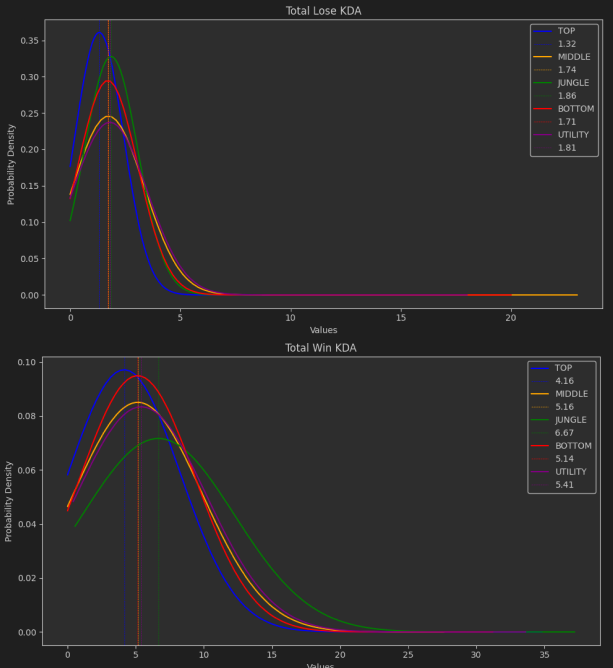 Total Lose KDA
0.35
0.30
0.25
0.20
0.15
0.10
0.05
0.00
Probability Density
0 5 10 15 20
Values
TOP
1.32
MIDDLE
1.74
JUNGLE
1.86
BOTTOM
1.71
UTILITY
1.81
Total Win KDA
0.10
0.08
0.06
0.04
0.02
0.00
Probability Density
0 5 10 15 20 25 30 35
Values
TOP
4.16
MIDDLE
5.16
JUNGLE
6.67
BOTTOM
5.14
UTILITY
5.41